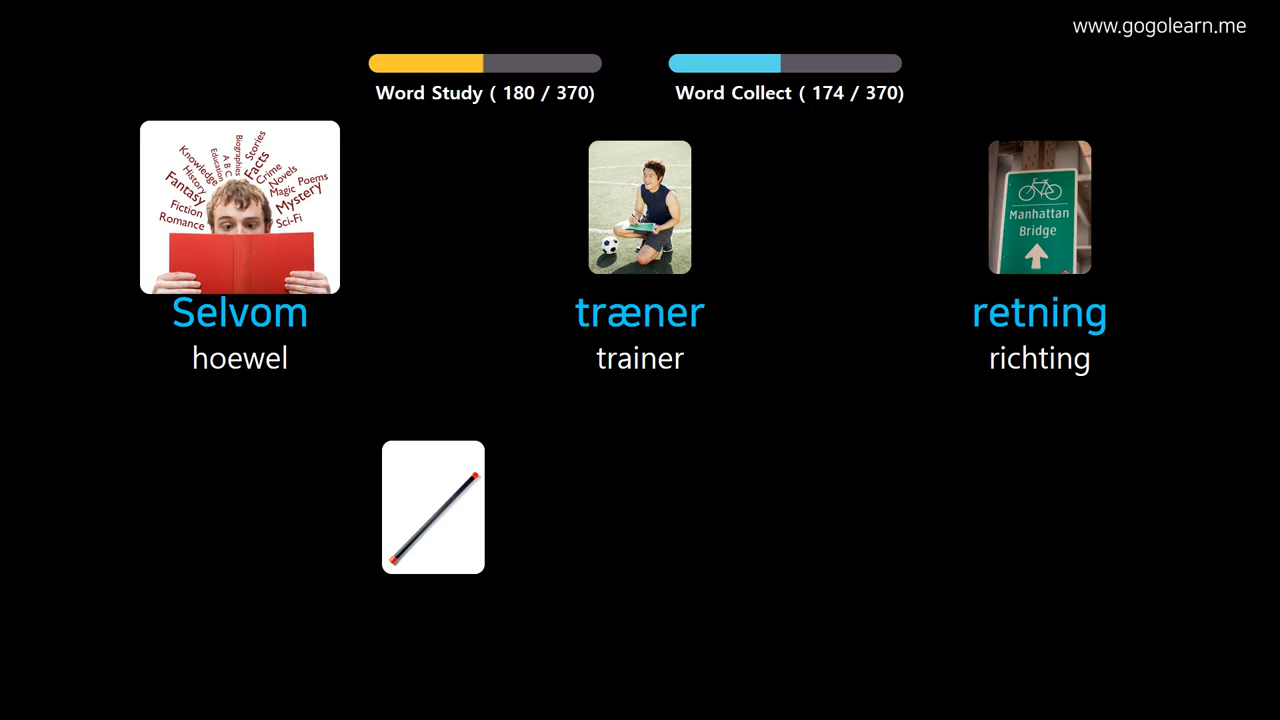 www.gogolearn.me
Word Study ( 180 / 370)
Word Collect ( 174 / 370)
Knowledge
History
Fantasy
Fiction
Romance
Education
A B C
Biographies
Stories
Facts
Crime
Novels
Magic Poems
Mystery
Sci-Fi
Manhattan
Bridge
Selvom
træner
retning
hoewel
trainer
richting